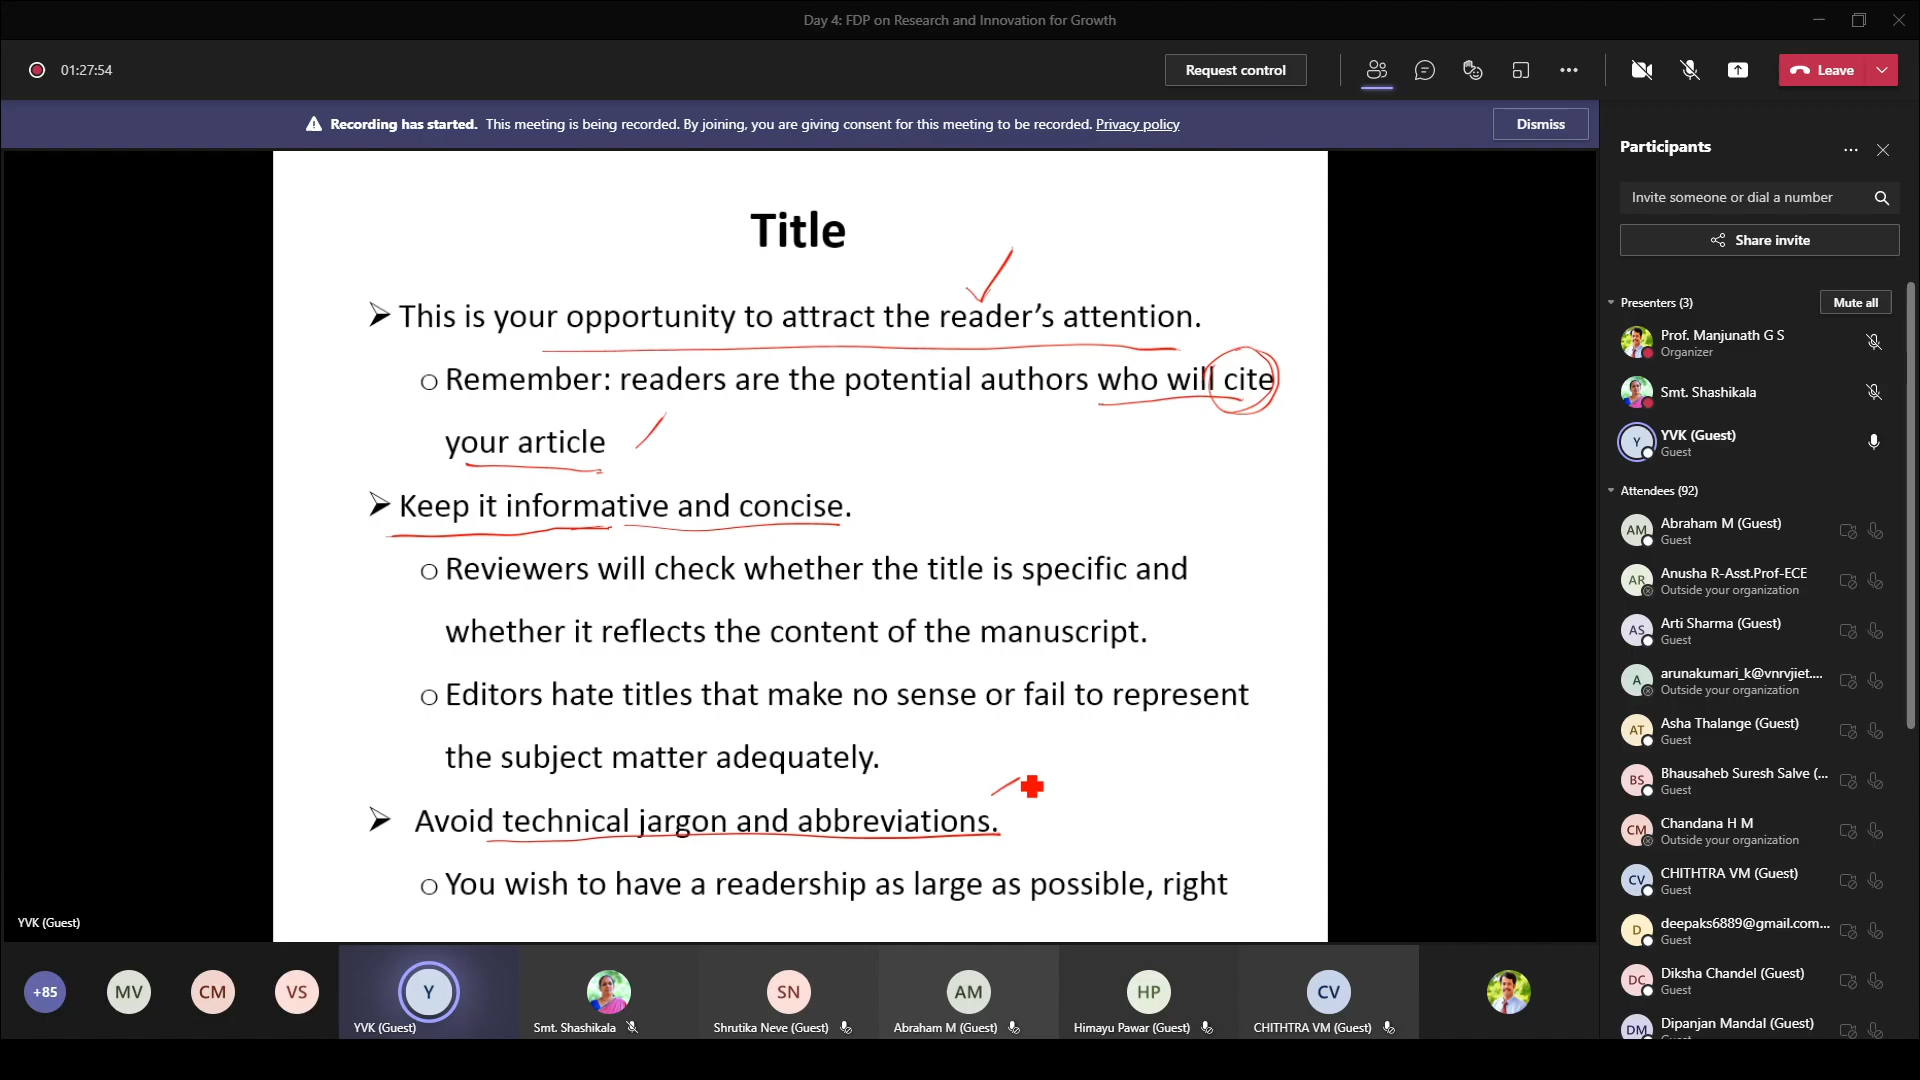 Day 4: FDP on Research and Innovation for Growth
01:27:54
Request control
Leave
Recording has started. This meeting is being recorded. By joining, you are giving consent for this meeting to be recorded. Privacy policy
Dismiss
Title
This is your opportunity to attract the reader’s attention.
Remember: readers are the potential authors who will cite
your article
Keep it informative and concise.
Reviewers will check whether the title is specific and
whether it reflects the content of the manuscript.
Editors hate titles that make no sense or fail to represent
the subject matter adequately.
Avoid technical jargon and abbreviations.
You wish to have a readership as large as possible, right
YVK (Guest)
+85
MV
CM
VS
Y
YVK (Guest)
Smt. Shashikala
SN
Shrutika Neve (Guest)
AM
Abraham M (Guest)
HP
Himayu Pawar (Guest)
CV
CHITHTRA VM (Guest)
Participants
Invite someone or dial a number
Share invite
Presenters (3)
Mute all
Prof. Manjunath G S
Organizer
Smt. Shashikala
Y
YVK (Guest)
Guest
Attendees (92)
AM
Abraham M (Guest)
Guest
AR
Anusha R-Asst.Prof-ECE
Outside your organization
AS
Arti Sharma (Guest)
Guest
A
arunakumari_k@vnrvjiet....
Outside your organization
AT
Asha Thalange (Guest)
Guest
BS
Bhausaheb Suresh Salve (...
Guest
CM
Chandana H M
Outside your organization
CV
CHITHTRA VM (Guest)
Guest
D
deepaks6889@gmail.com...
Guest
DC
Diksha Chandel (Guest)
Guest
DM
Dipanjan Mandal (Guest)
Guest